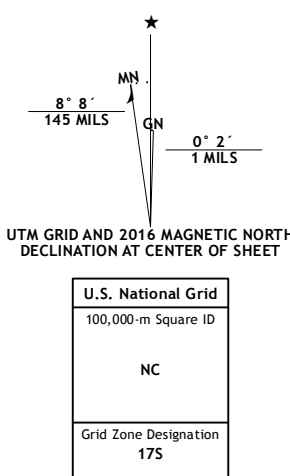 ★
MN
8° 8´
145 MILS
GN
0° 2´
1 MILS
UTM GRID AND 2016 MAGNETIC NORTH
DECLINATION AT CENTER OF SHEET
U.S. National Grid
100,000-m Square ID
NC
Grid Zone Designation
17S